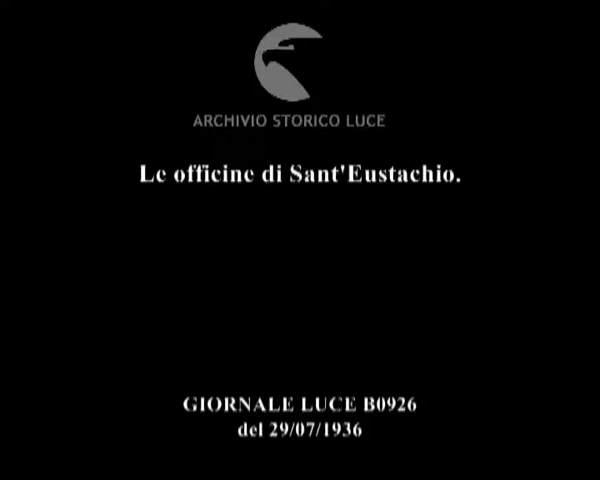 ARCHIVIO STORICO LUCE
Le officine di Sant'Eustachio.
GIORNALE LUCE B0926
del 29/07/1936